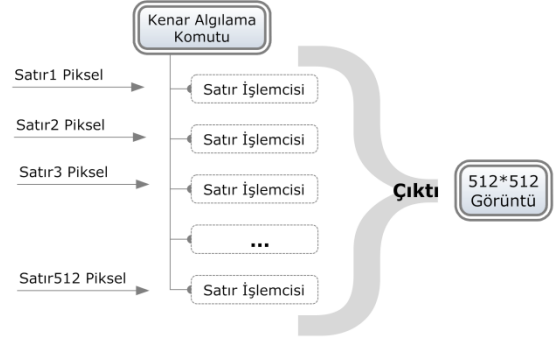 Kenar Algılama
Komutu
Satır1 Piksel
Satır İşlemcisi
Satır2 Piksel
Satır İşlemcisi
Satır3 Piksel
Satır İşlemcisi
Çıktı
512*512
Görüntü
...
Satır512 Piksel
Satır İşlemcisi